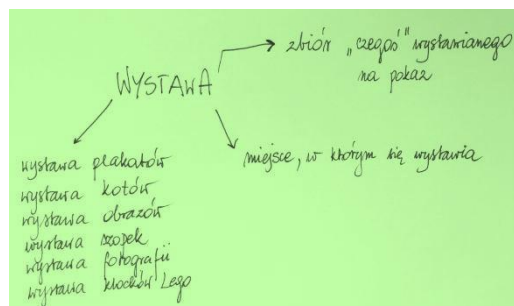 WYSTAWA
zbiór „czegoś” wystawianego
na pokaz
miejsce, w którym się wystawia
wystawa plakatów
wystawa kotów
wystawa obrazów
wystawa szopek
wystawa fotografii
wystawa klocków Lego